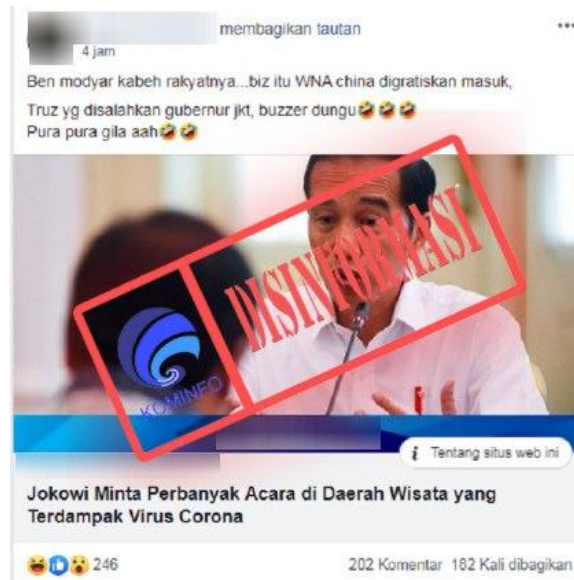 membagikan tautan
4 jam
Ben modyar kabeh rakyatnya...biz itu WNA china digratiskan masuk,
Truz yg disalahkan gubernur jkt, buzzer dungu🤣🤣🤣
Pura pura gila aah🤣🤣
DISINFORMASI
KOMINFO
i Tentang situs web ini
Jokowi Minta Perbanyak Acara di Daerah Wisata yang
Terdampak Virus Corona
246
202 Komentar 182 Kali dibagikan